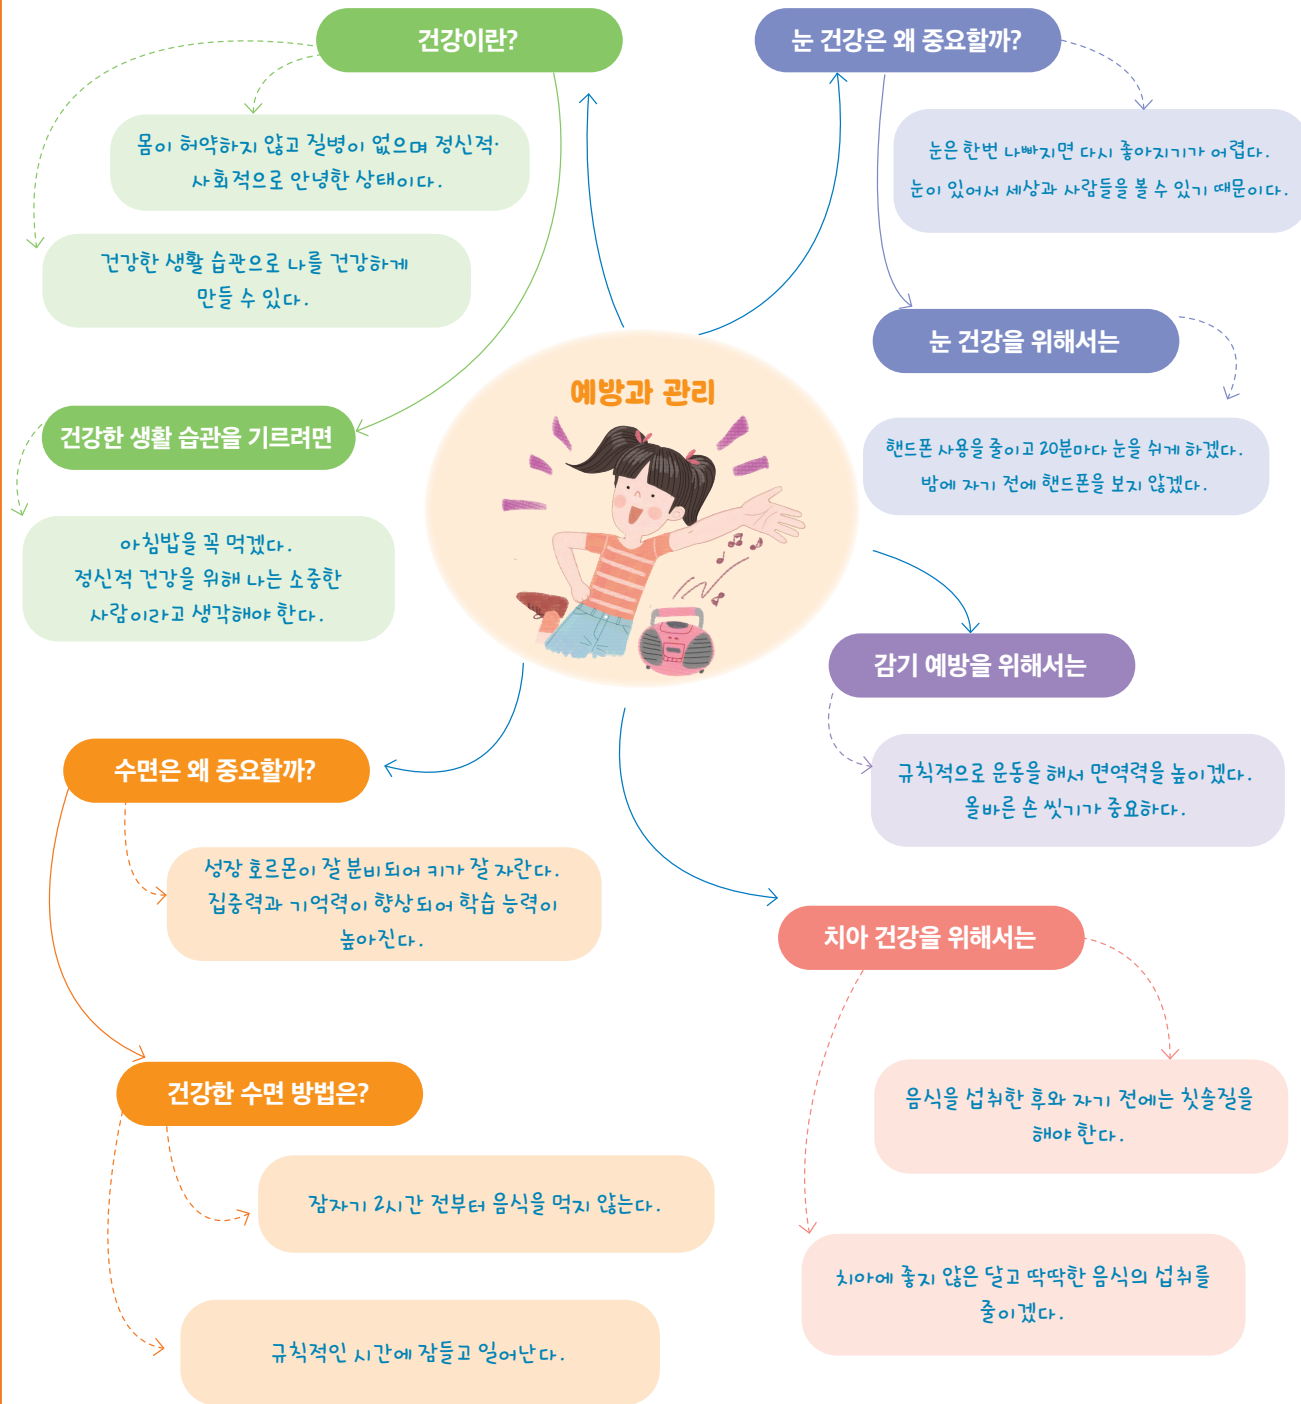 건강이란?
몸이 허약하지 않고 질병이 없으며 정신적·
사회적으로 안녕한 상태이다.
건강한 생활 습관으로 나를 건강하게
만들 수 있다.
건강한 생활 습관을 기르려면
아침밥을 꼭 먹겠다.
정신적 건강을 위해 나는 소중한
사람이라고 생각해야 한다.
눈 건강은 왜 중요할까?
눈은 한번 나빠지면 다시 좋아지기가 어렵다.
눈이 있어서 세상과 사람들을 볼 수 있기 때문이다.
눈 건강을 위해서는
핸드폰 사용을 줄이고 20분마다 눈을 쉬게 하겠다.
밤에 자기 전에 핸드폰을 보지 않겠다.
예방과 관리
감기 예방을 위해서는
규칙적으로 운동을 해서 면역력을 높이겠다.
올바른 손 씻기가 중요하다.
수면은 왜 중요할까?
성장 호르몬이 잘 분비되어 키가 잘 자란다.
집중력과 기억력이 향상되어 학습 능력이
높아진다.
건강한 수면 방법은?
잠자기 2시간 전부터 음식을 먹지 않는다.
규칙적인 시간에 잠들고 일어난다.
치아 건강을 위해서는
음식을 섭취한 후와 자기 전에는 칫솔질을
해야 한다.
치아에 좋지 않은 달고 딱딱한 음식의 섭취를
줄이겠다.